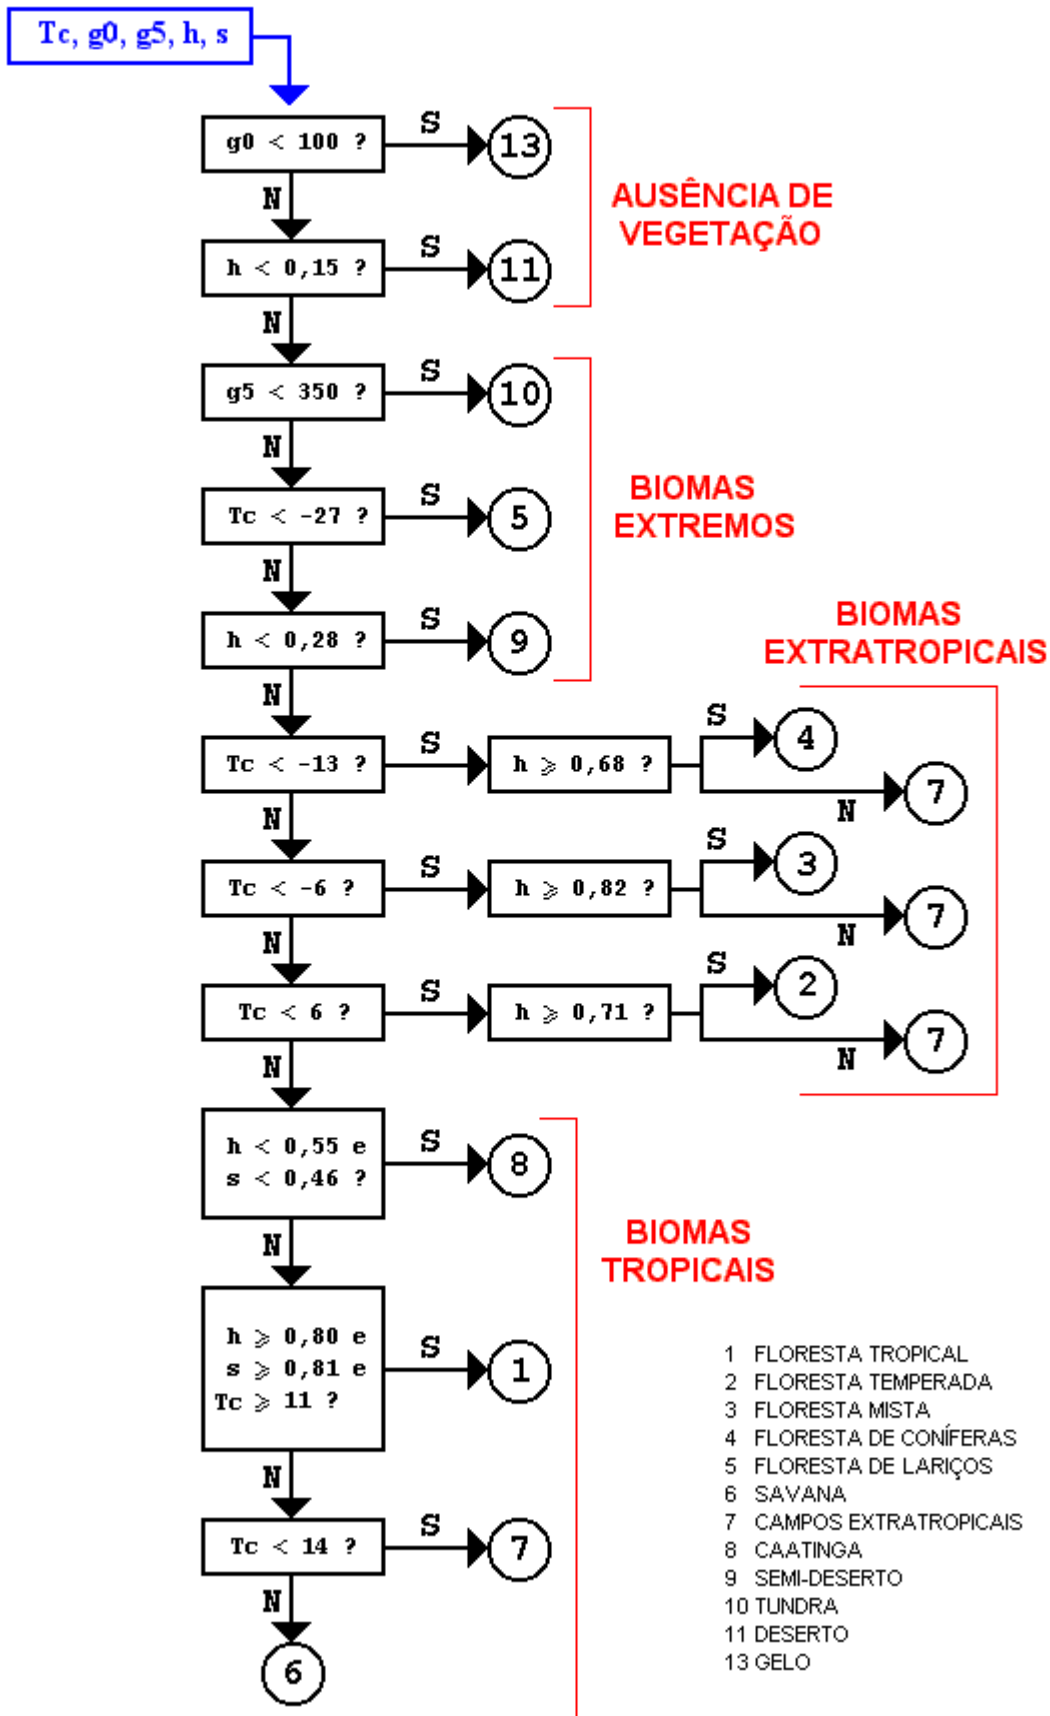 Tc, g0, g5, h, s
g0 < 100 ?
S
13
N
AUSÊNCIA DE
VEGETAÇÃO
h < 0,15 ?
S
11
N
g5 < 350 ?
S
10
N
BIOMAS
EXTREMOS
Tc < -27 ?
S
5
N
h < 0,28 ?
S
9
N
BIOMAS
EXTRATROPICAIS
Tc < -13 ?
S
h ⩾ 0,68 ?
S
4
N
7
N
Tc < -6 ?
S
h ⩾ 0,82 ?
S
3
N
7
N
Tc < 6 ?
S
h ⩾ 0,71 ?
S
2
N
7
N
h < 0,55 e
s < 0,46 ?
S
8
N
BIOMAS
TROPICAIS
h ⩾ 0,80 e
s ⩾ 0,81 e
Tc ⩾ 11 ?
S
1
N
Tc < 14 ?
S
7
N
6
1 FLORESTA TROPICAL
2 FLORESTA TEMPERADA
3 FLORESTA MISTA
4 FLORESTA DE CONÍFERAS
5 FLORESTA DE LARIÇOS
6 SAVANA
7 CAMPOS EXTRATROPICAIS
8 CAATINGA
9 SEMI-DESERTO
10 TUNDRA
11 DESERTO
13 GELO